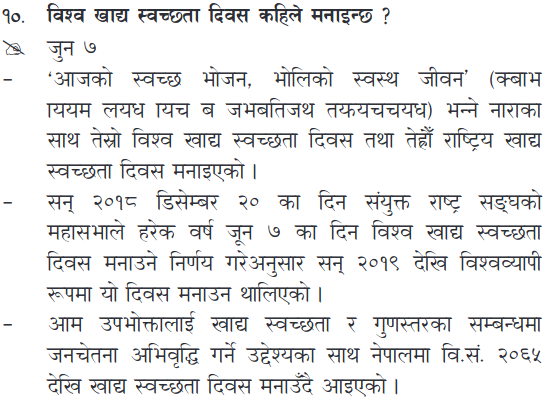 १०. विश्व खाद्य स्वच्छता दिवस कहिले मनाइन्छ ?
जुन ७
– ‘आजको स्वच्छ भोजन, भोलिको स्वस्थ जीवन’ (क्बाभ
ाययम लयध ायच ब जभबतिजथ तयफयचचयध) भन्ने नाराका
साथ तेस्रो विश्व खाद्य स्वच्छता दिवस तथा तेह्रौँ राष्ट्रिय खाद्य
स्वच्छता दिवस मनाइएको ।
– सन् २०१८ डिसेम्बर २० का दिन संयुक्त राष्ट्र सङ्घको
महासभाले हरेक वर्ष जून ७ का दिन विश्व खाद्य स्वच्छता
दिवस मनाउने निर्णय गरेअनुसार सन् २०१९ देखि विश्वव्यापी
रूपमा यो दिवस मनाउन थालिएको ।
– आम उपभोक्तालाई खाद्य स्वच्छता र गुणस्तरका सम्बन्धमा
जनचेतना अभिवृद्धि गर्ने उद्देश्यका साथ नेपालमा वि.सं. २०६५
देखि खाद्य स्वच्छता दिवस मनाउँदै आइएको ।